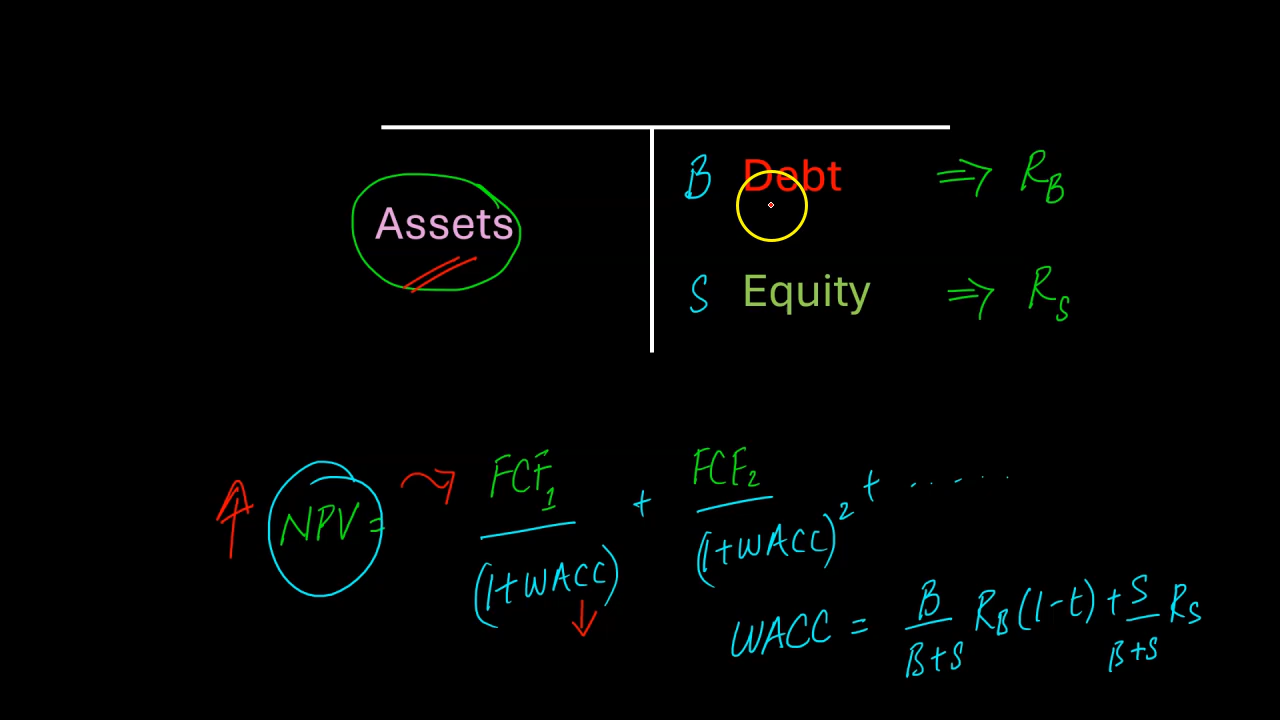 B Debt ⇒ R_B
Assets
S Equity ⇒ R_S
NPV = FCF_1 / (1+WACC) + FCF_2 / (1+WACC)^2 + ......
WACC = B / B+S R_B (1-t) + S / B+S R_S